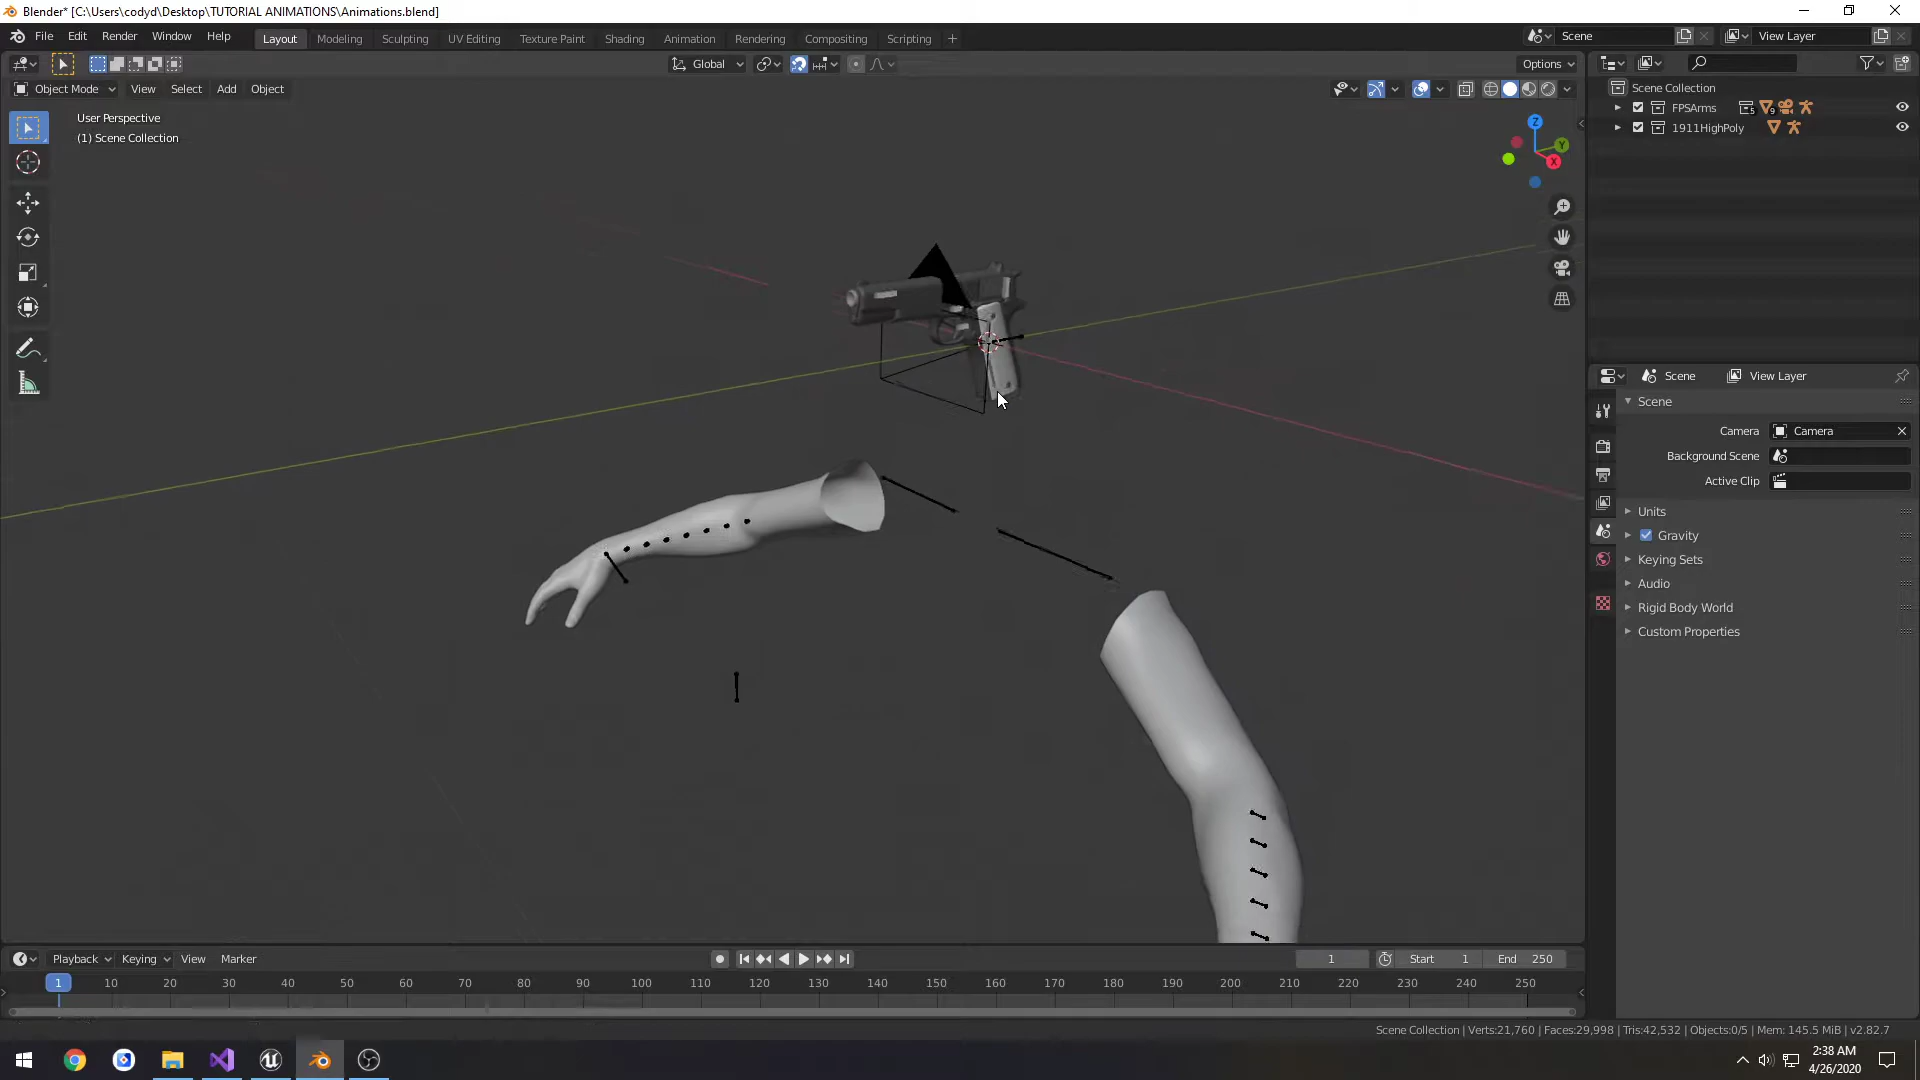 Blender* [C:\Users\codyd\Desktop\TUTORIAL ANIMATIONS\Animations.blend]
File Edit Render Window Help
Layout Modeling Sculpting UV Editing Texture Paint Shading Animation Rendering Compositing Scripting
Scene
View Layer
Global
Options
Object Mode View Select Add Object
User Perspective
(1) Scene Collection
Z
Y
X
Scene Collection
FPSArms
5
9
1911HighPoly
Scene
View Layer
Scene
Camera
Camera
Background Scene
Active Clip
Units
Gravity
Keying Sets
Audio
Rigid Body World
Custom Properties
Playback Keying View Marker
1
Start 1
End 250
1 10 20 30 40 50 60 70 80 90 100 110 120 130 140 150 160 170 180 190 200 210 220 230 240 250
Scene Collection | Verts:21,760 | Faces:29,998 | Tris:42,532 | Objects:0/5 | Mem: 145.5 MiB | v2.82.7
2:38 AM
4/26/2020